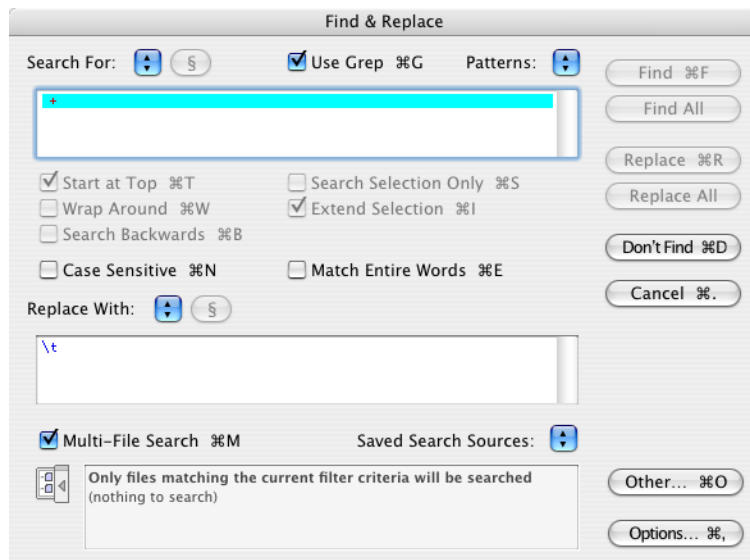 Find & Replace
Search For: § Use Grep ⌘G Patterns:
+
Start at Top ⌘T Search Selection Only ⌘S
Wrap Around ⌘W Extend Selection ⌘I
Search Backwards ⌘B
Case Sensitive ⌘N Match Entire Words ⌘E
Replace With: §
\t
Multi-File Search ⌘M Saved Search Sources:
Only files matching the current filter criteria will be searched
(nothing to search)
Find ⌘F
Find All
Replace ⌘R
Replace All
Don't Find ⌘D
Cancel ⌘.
Other... ⌘O
Options... ⌘,